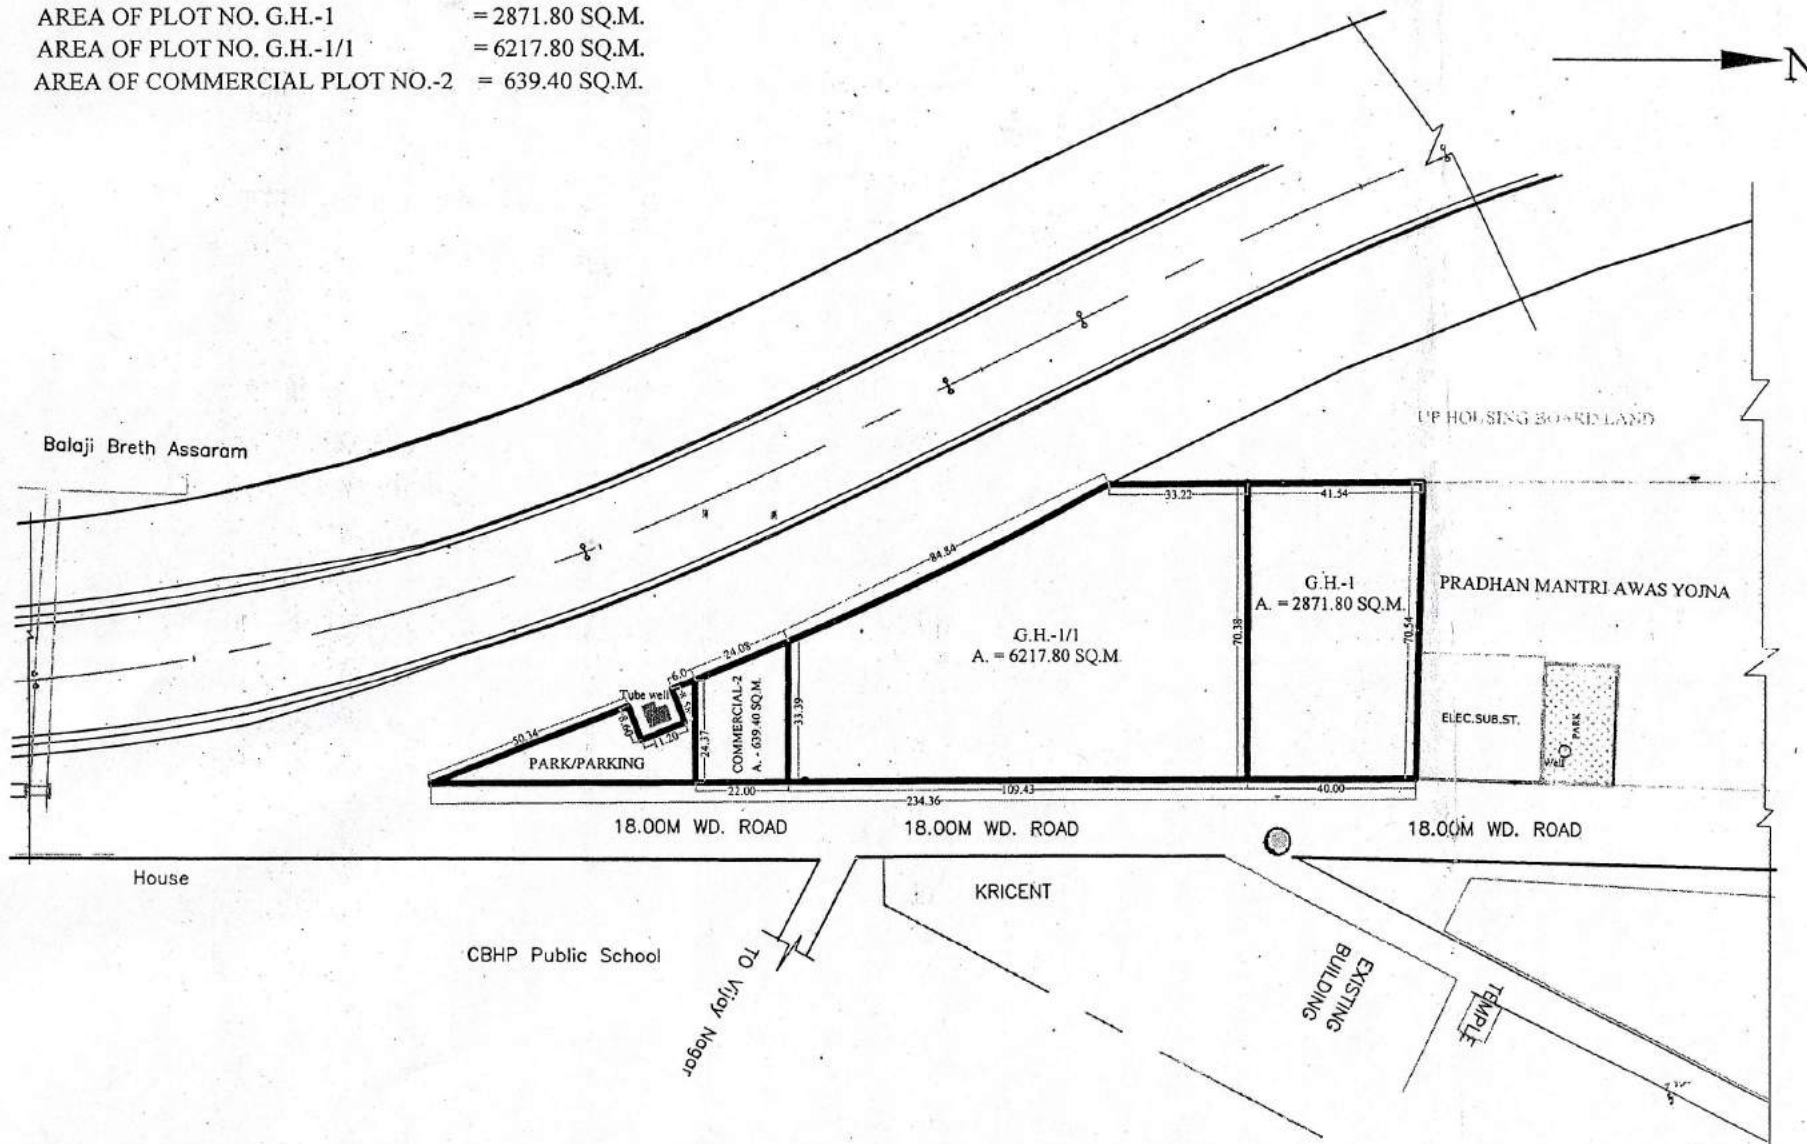 AREA OF PLOT NO. G.H.-1 = 2871.80 SQ.M.
AREA OF PLOT NO. G.H.-1/1 = 6217.80 SQ.M.
AREA OF COMMERCIAL PLOT NO.-2 = 639.40 SQ.M.
N
UP HOUSING BOARD LAND
Balaji Breth Assaram
33.22
41.54
84.84
G.H.-1
A. = 2871.80 SQ.M.
PRADHAN MANTRI AWAS YOJNA
G.H.-1/1
A. = 6217.80 SQ.M.
70.38
70.54
24.08
6.0
Tube well
8.60
11.20
50.34
PARK/PARKING
24.37
COMMERCIAL-2
A. - 639.40 SQ.M.
33.39
ELEC.SUB.ST.
PARK
Well
22.00
109.43
40.00
234.36
18.00M WD. ROAD
18.00M WD. ROAD
18.00M WD. ROAD
House
KRICENT
CBHP Public School
TO Vijay Nagar
EXISTING
BUILDING
TEMPLE